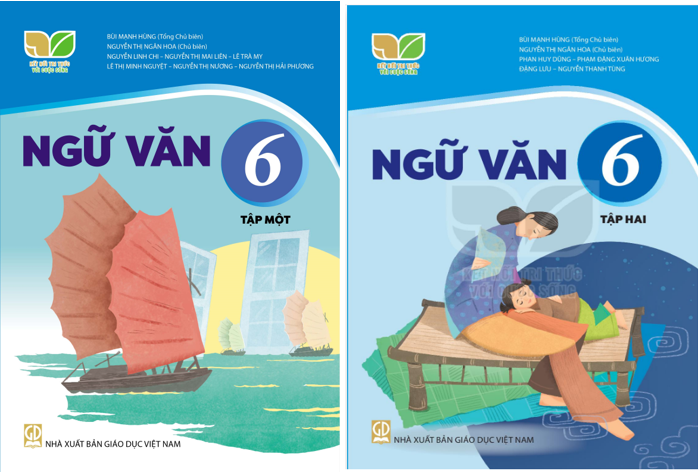 KẾT NỐI TRI THỨC
VỚI CUỘC SỐNG
BÙI MẠNH HÙNG (Tổng Chủ biên)
NGUYỄN THỊ NGÂN HOA (Chủ biên)
NGUYỄN LINH CHI – NGUYỄN THỊ MAI LIÊN – LÊ TRÀ MY
LÊ THỊ MINH NGUYỆT – NGUYỄN THỊ NƯƠNG – NGUYỄN THỊ HẢI PHƯƠNG
NGỮ VĂN 6
TẬP MỘT
GD
NHÀ XUẤT BẢN GIÁO DỤC VIỆT NAM
KẾT NỐI TRI THỨC
VỚI CUỘC SỐNG
BÙI MẠNH HÙNG (Tổng Chủ biên)
NGUYỄN THỊ NGÂN HOA (Chủ biên)
PHAN HUY DŨNG – PHẠM ĐẶNG XUÂN HƯƠNG
ĐẶNG LƯU – NGUYỄN THANH TÙNG
NGỮ VĂN 6
TẬP HAI
KẾT NỐI TRI THỨC
VỚI CUỘC SỐNG
GD
NHÀ XUẤT BẢN GIÁO DỤC VIỆT NAM